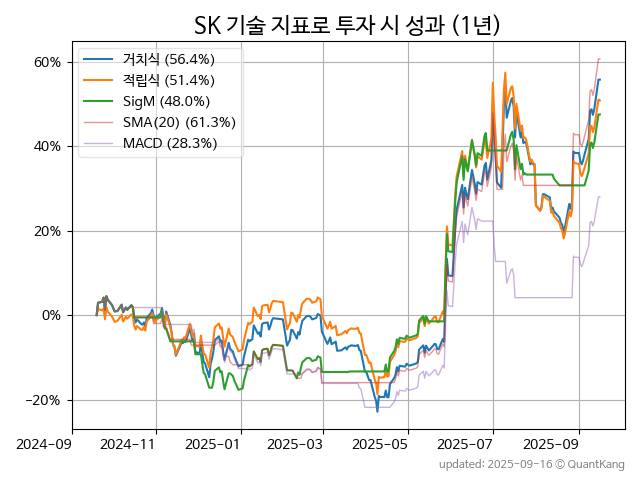 SK 기술 지표로 투자 시 성과 (1년)
거치식 (56.4%)
적립식 (51.4%)
SigM (48.0%)
SMA(20) (61.3%)
MACD (28.3%)
60%
40%
20%
0%
−20%
2024-09 2024-11 2025-01 2025-03 2025-05 2025-07 2025-09
updated: 2025-09-16 © QuantKang